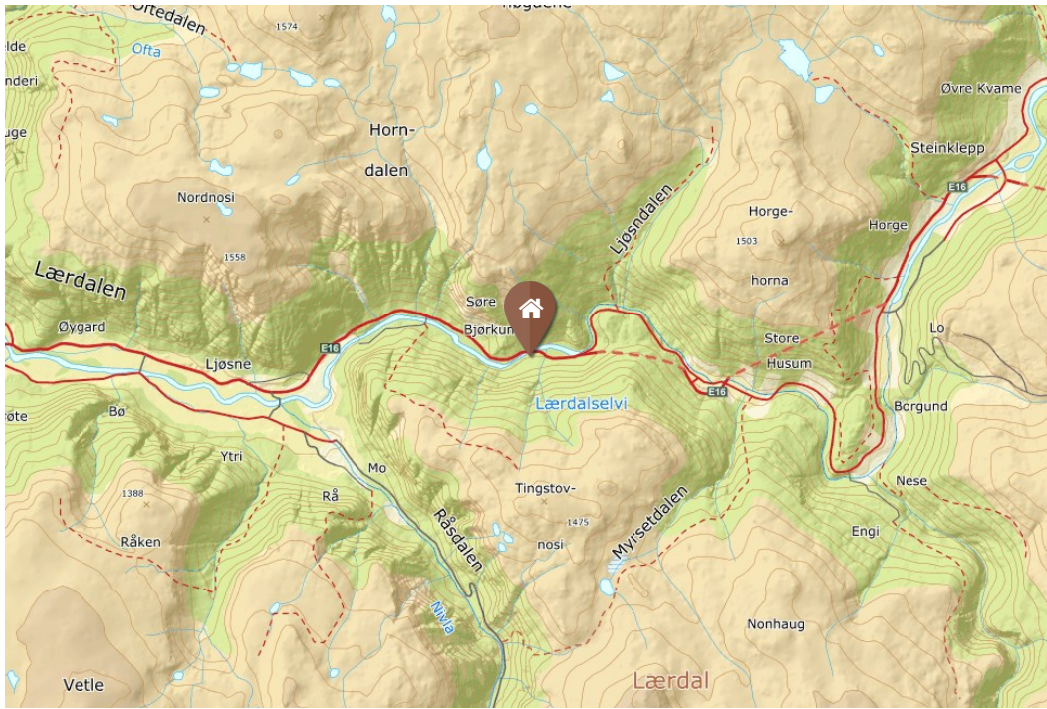 Oftedalen
1574
Ofta
Øvre Kvame
Horn-
dalen
Steinklepp
E16
Nordnosi
Ljøsndalen
Horge-
1503
horna
Horge
1558
Lærdalen
Søre
Bjørkum
Øygard
E16
Ljøsne
Store
Husum
Lo
Lærdalselvi
E16
Borgund
Bø
Ytri
Mo
Rå
1388
Råken
Råsdalen
Tingstov-
1475
nosi
Myrsetdalen
Nese
Engi
Nivla
Nonhaug
Vetle
Lærdal